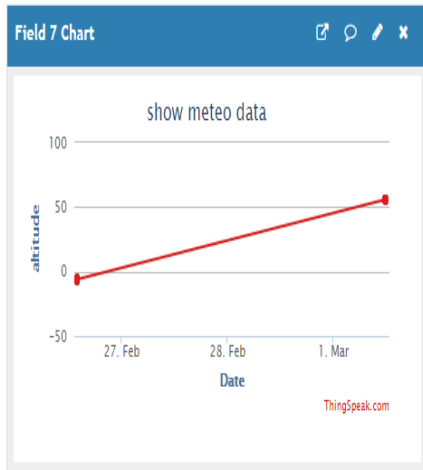 Field 7 Chart
show meteo data
100
50
0
−50
altitude
27. Feb 28. Feb 1. Mar
Date
ThingSpeak.com